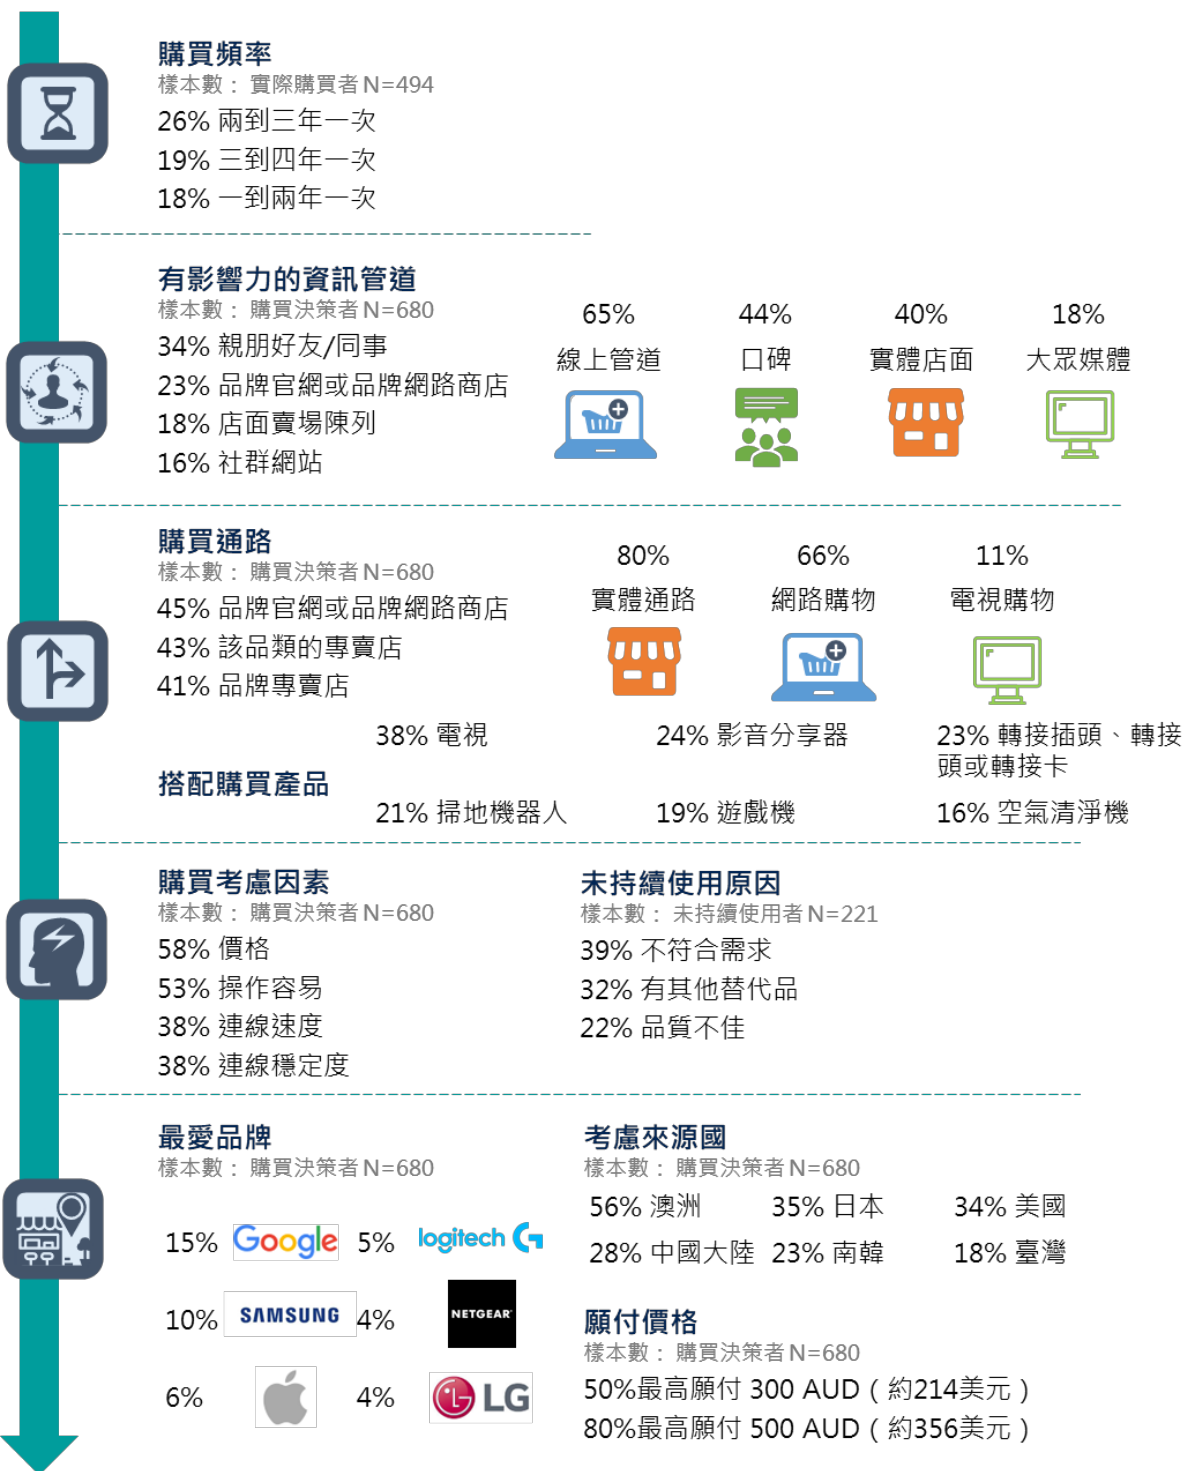 購買頻率
樣本數： 實際購買者 N=494
26% 兩到三年一次
19% 三到四年一次
18% 一到兩年一次
有影響力的資訊管道
樣本數： 購買決策者 N=680
34% 親朋好友/同事
23% 品牌官網或品牌網路商店
18% 店面賣場陳列
16% 社群網站
65% 44% 40% 18%
線上管道 口碑 實體店面 大眾媒體
購買通路
樣本數： 購買決策者 N=680
45% 品牌官網或品牌網路商店
43% 該品類的專賣店
41% 品牌專賣店
80% 66% 11%
實體通路 網路購物 電視購物
搭配購買產品
38% 電視 24% 影音分享器 23% 轉接插頭、轉接
頭或轉接卡
21% 掃地機器人 19% 遊戲機 16% 空氣清淨機
購買考慮因素
樣本數： 購買決策者 N=680
58% 價格
53% 操作容易
38% 連線速度
38% 連線穩定度
未持續使用原因
樣本數： 未持續使用者 N=221
39% 不符合需求
32% 有其他替代品
22% 品質不佳
最愛品牌
樣本數： 購買決策者 N=680
15% Google 5% logitech G
10% SAMSUNG 4% NETGEAR
6% 4% LG
考慮來源國
樣本數： 購買決策者 N=680
56% 澳洲 35% 日本 34% 美國
28% 中國大陸 23% 南韓 18% 臺灣
願付價格
樣本數： 購買決策者 N=680
50%最高願付 300 AUD（約214美元）
80%最高願付 500 AUD（約356美元）